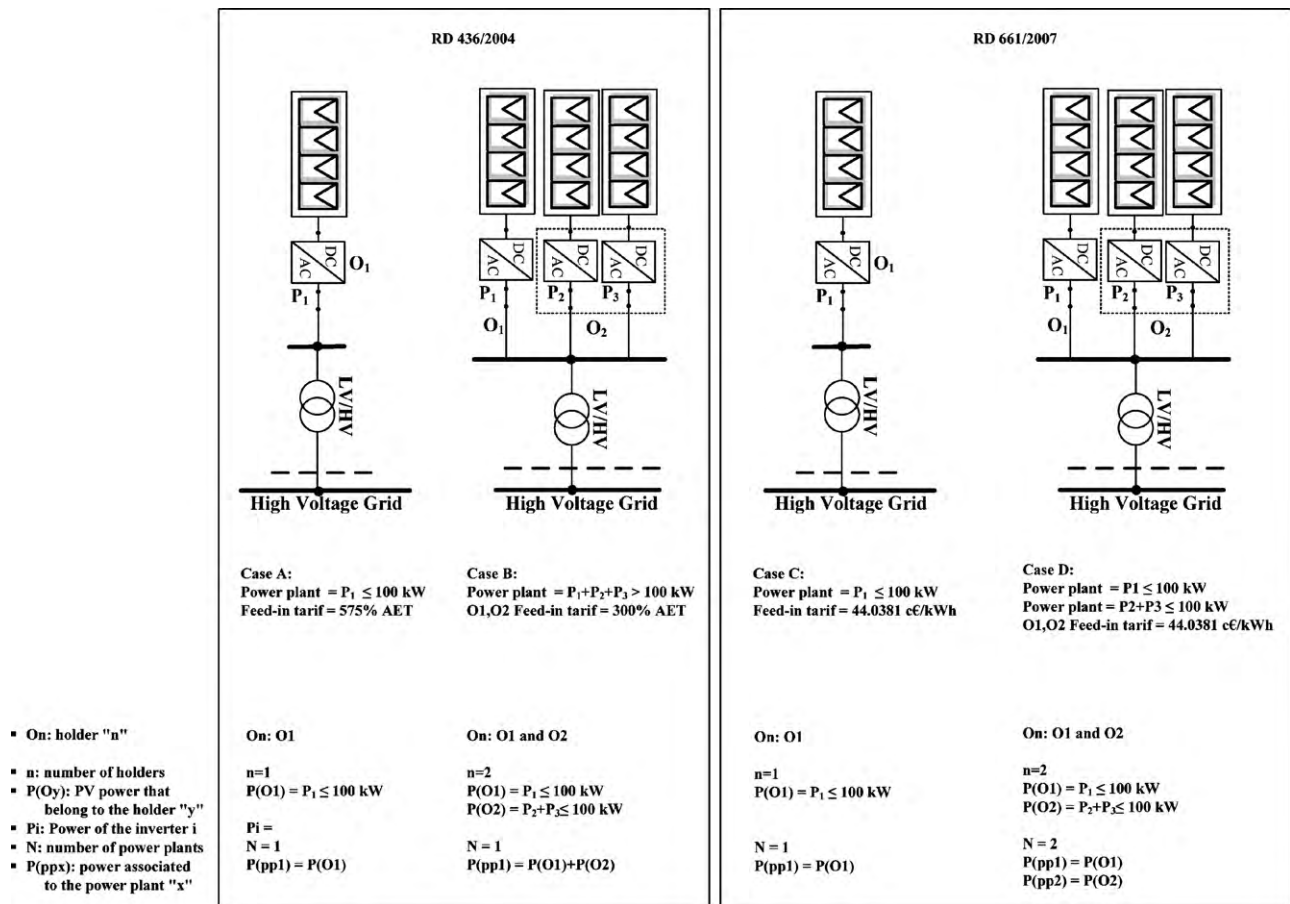 RD 436/2004
DC
AC
O₁
P₁
LV/HV
High Voltage Grid
DC
AC
DC
AC
DC
AC
P₁
P₂
P₃
O₁
O₂
LV/HV
High Voltage Grid
Case A:
Power plant = P₁ ≤ 100 kW
Feed-in tarif = 575% AET
Case B:
Power plant = P₁+P₂+P₃ > 100 kW
O1,O2 Feed-in tarif = 300% AET
RD 661/2007
DC
AC
O₁
P₁
LV/HV
High Voltage Grid
DC
AC
DC
AC
DC
AC
P₁
P₂
P₃
O₁
O₂
LV/HV
High Voltage Grid
Case C:
Power plant = P₁ ≤ 100 kW
Feed-in tarif = 44.0381 c€/kWh
Case D:
Power plant = P1 ≤ 100 kW
Power plant = P2+P3 ≤ 100 kW
O1,O2 Feed-in tarif = 44.0381 c€/kWh
▪ On: holder "n"
▪ n: number of holders
▪ P(Oy): PV power that
belong to the holder "y"
▪ Pi: Power of the inverter i
▪ N: number of power plants
▪ P(ppx): power associated
to the power plant "x"
On: O1
n=1
P(O1) = P₁ ≤ 100 kW
Pi =
N = 1
P(pp1) = P(O1)
On: O1 and O2
n=2
P(O1) = P₁ ≤ 100 kW
P(O2) = P₂+P₃≤ 100 kW
N = 1
P(pp1) = P(O1)+P(O2)
On: O1
n=1
P(O1) = P₁ ≤ 100 kW
N = 1
P(pp1) = P(O1)
On: O1 and O2
n=2
P(O1) = P₁ ≤ 100 kW
P(O2) = P₂+P₃≤ 100 kW
N = 2
P(pp1) = P(O1)
P(pp2) = P(O2)